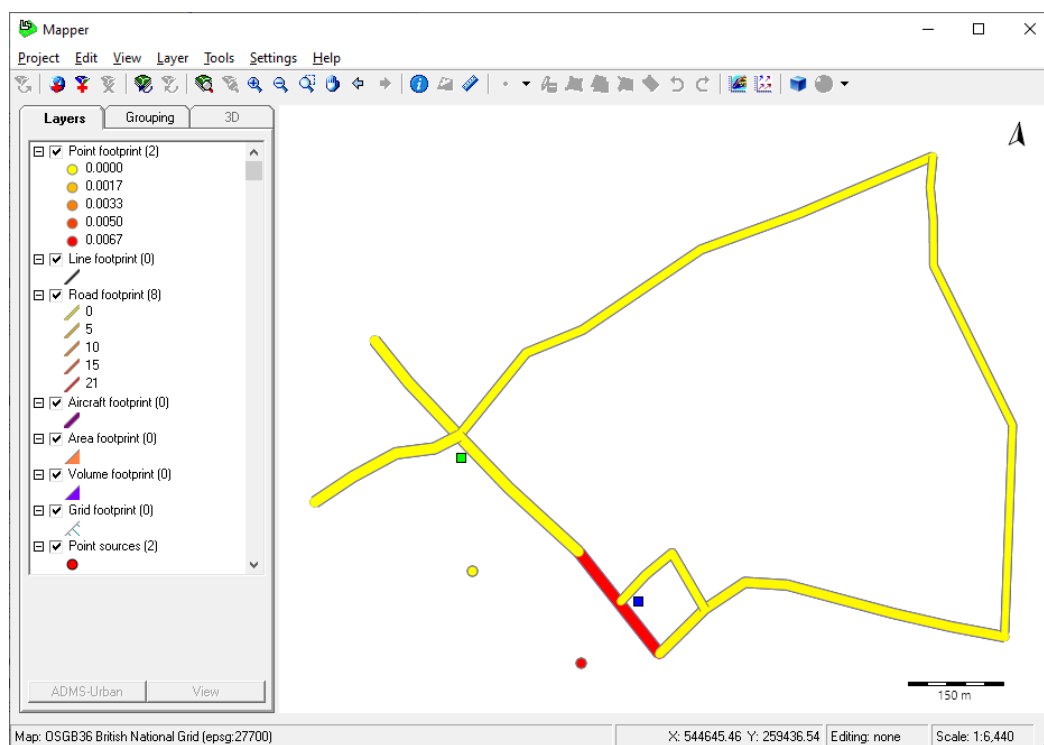 Mapper
Project Edit View Layer Tools Settings Help
Layers Grouping 3D
Point footprint (2)
0.0000
0.0017
0.0033
0.0050
0.0067
Line footprint (0)
Road footprint (8)
0
5
10
15
21
Aircraft footprint (0)
Area footprint (0)
Volume footprint (0)
Grid footprint (0)
Point sources (2)
ADMS-Urban View
150 m
Map: OSGB36 British National Grid (epsg:27700) X: 544645.46 Y: 259436.54 Editing: none Scale: 1:6,440